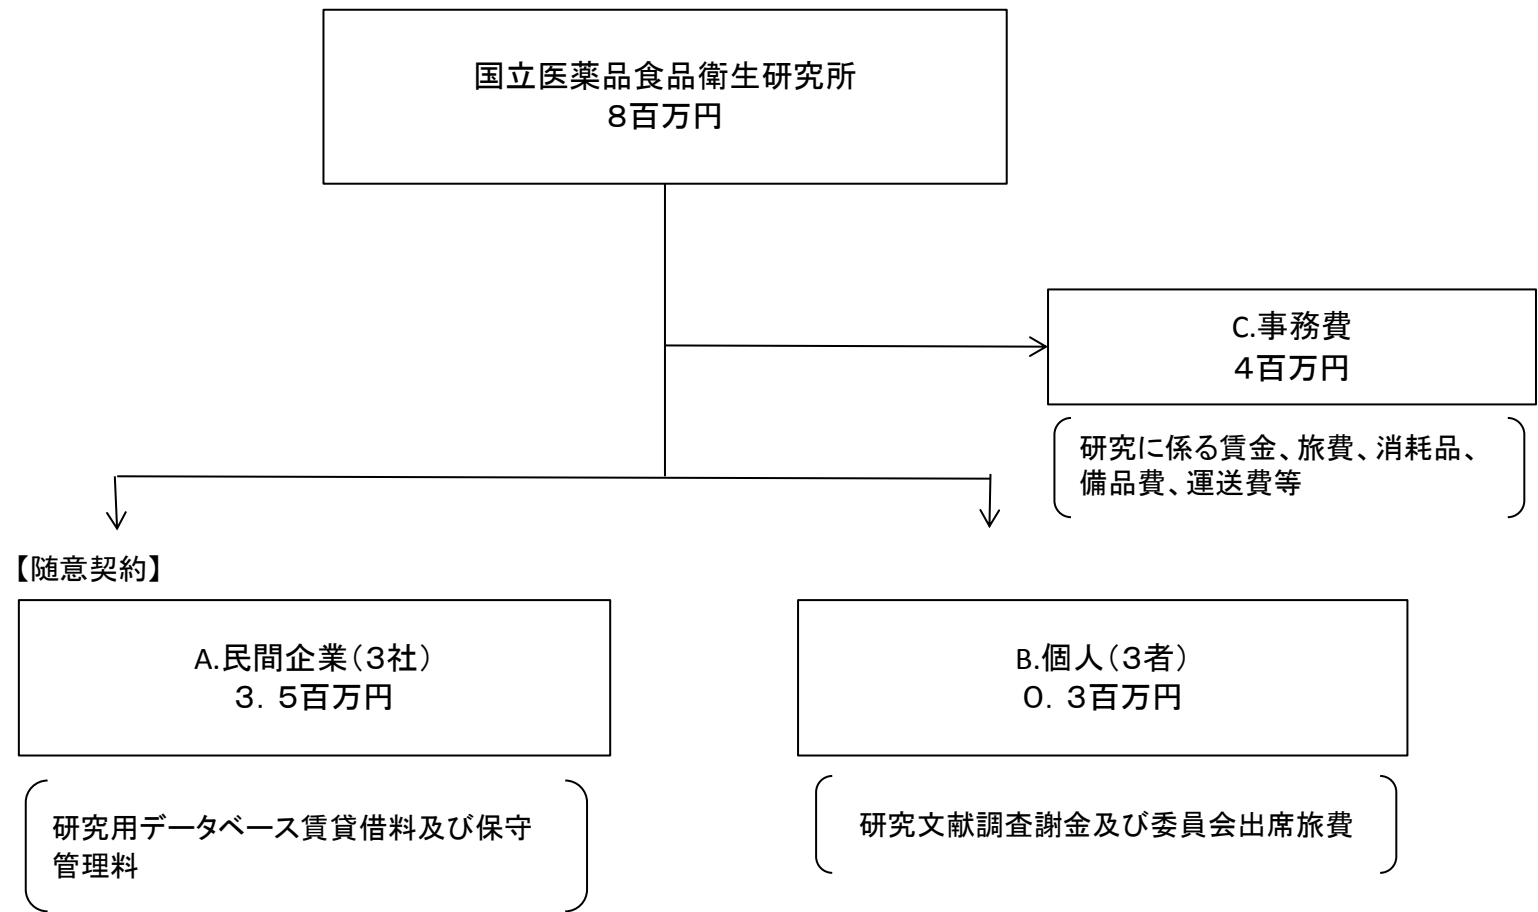 国立医薬品食品衛生研究所
８百万円
C.事務費
４百万円
研究に係る賃金、旅費、消耗品、
備品費、運送費等
【随意契約】
A.民間企業（３社）
３．５百万円
B.個人（３者）
０．３百万円
研究用データベース賃貸借料及び保守
管理料
研究文献調査謝金及び委員会出席旅費